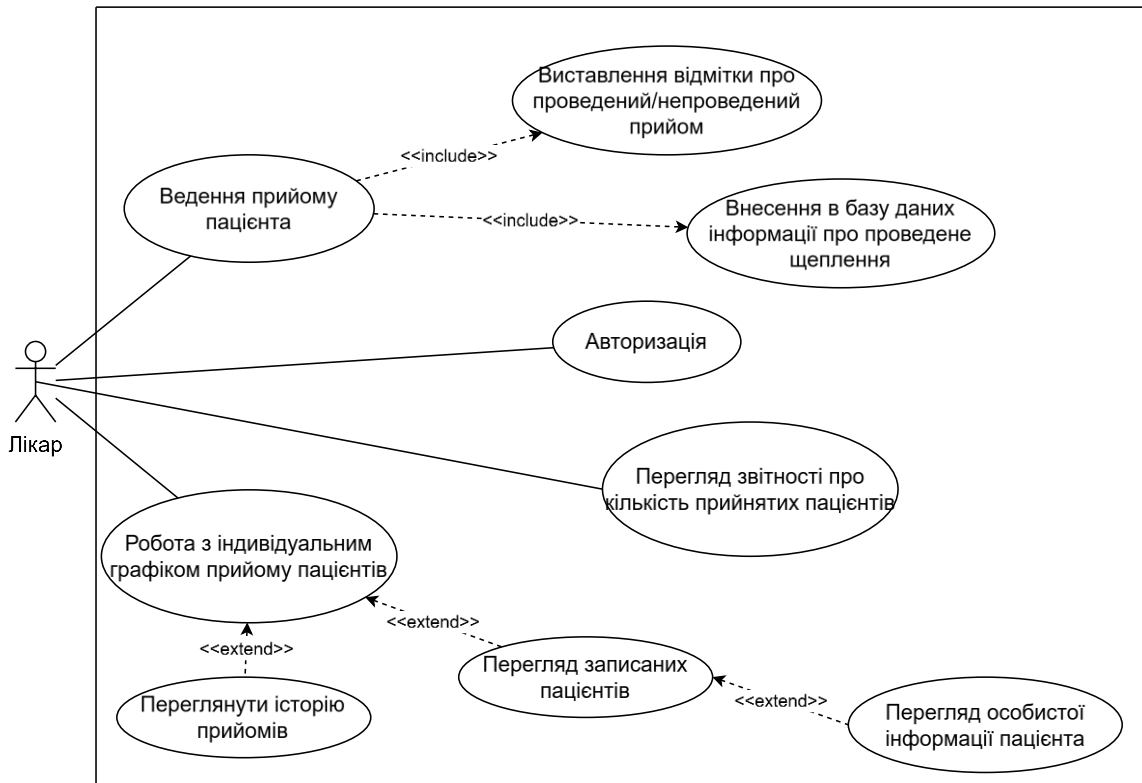 Виставлення відмітки про
проведений/непроведений
прийом
<<include>>
Ведення прийому
пацієнта
<<include>>
Внесення в базу даних
інформації про проведене
щеплення
Авторизація
Лікар
Перегляд звітності про
кількість прийнятих пацієнтів
Робота з індивідуальним
графіком прийому пацієнтів
<<extend>>
<<extend>>
Перегляд записаних
пацієнтів
Переглянути історію
прийомів
<<extend>>
Перегляд особистої
інформації пацієнта